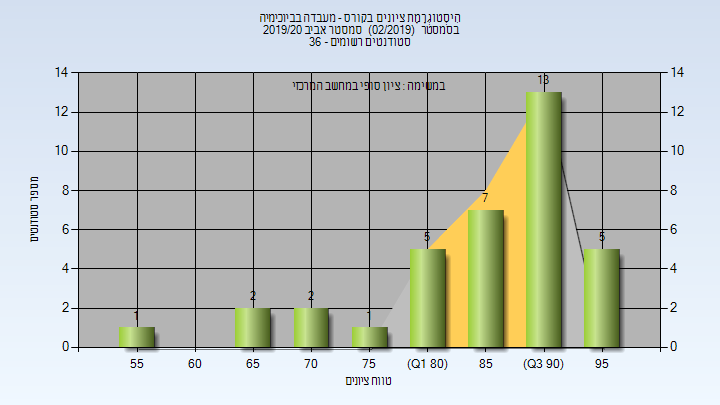 היסטוגרמת ציונים בקורס - מעבדה בביוכימיה
בסמסטר (02/2019) סמסטר אביב 2019/20
סטודנטים רשומים - 36
במשימה : ציון סופי במחשב המרכזי
מספר סטודנטים
14 14
12 12
10 10
8 8
6 6
4 4
2 2
0 0
1 2 2 1 5 7 13 5
55 60 65 70 75 (Q1 80) 85 (Q3 90) 95
טווח ציונים